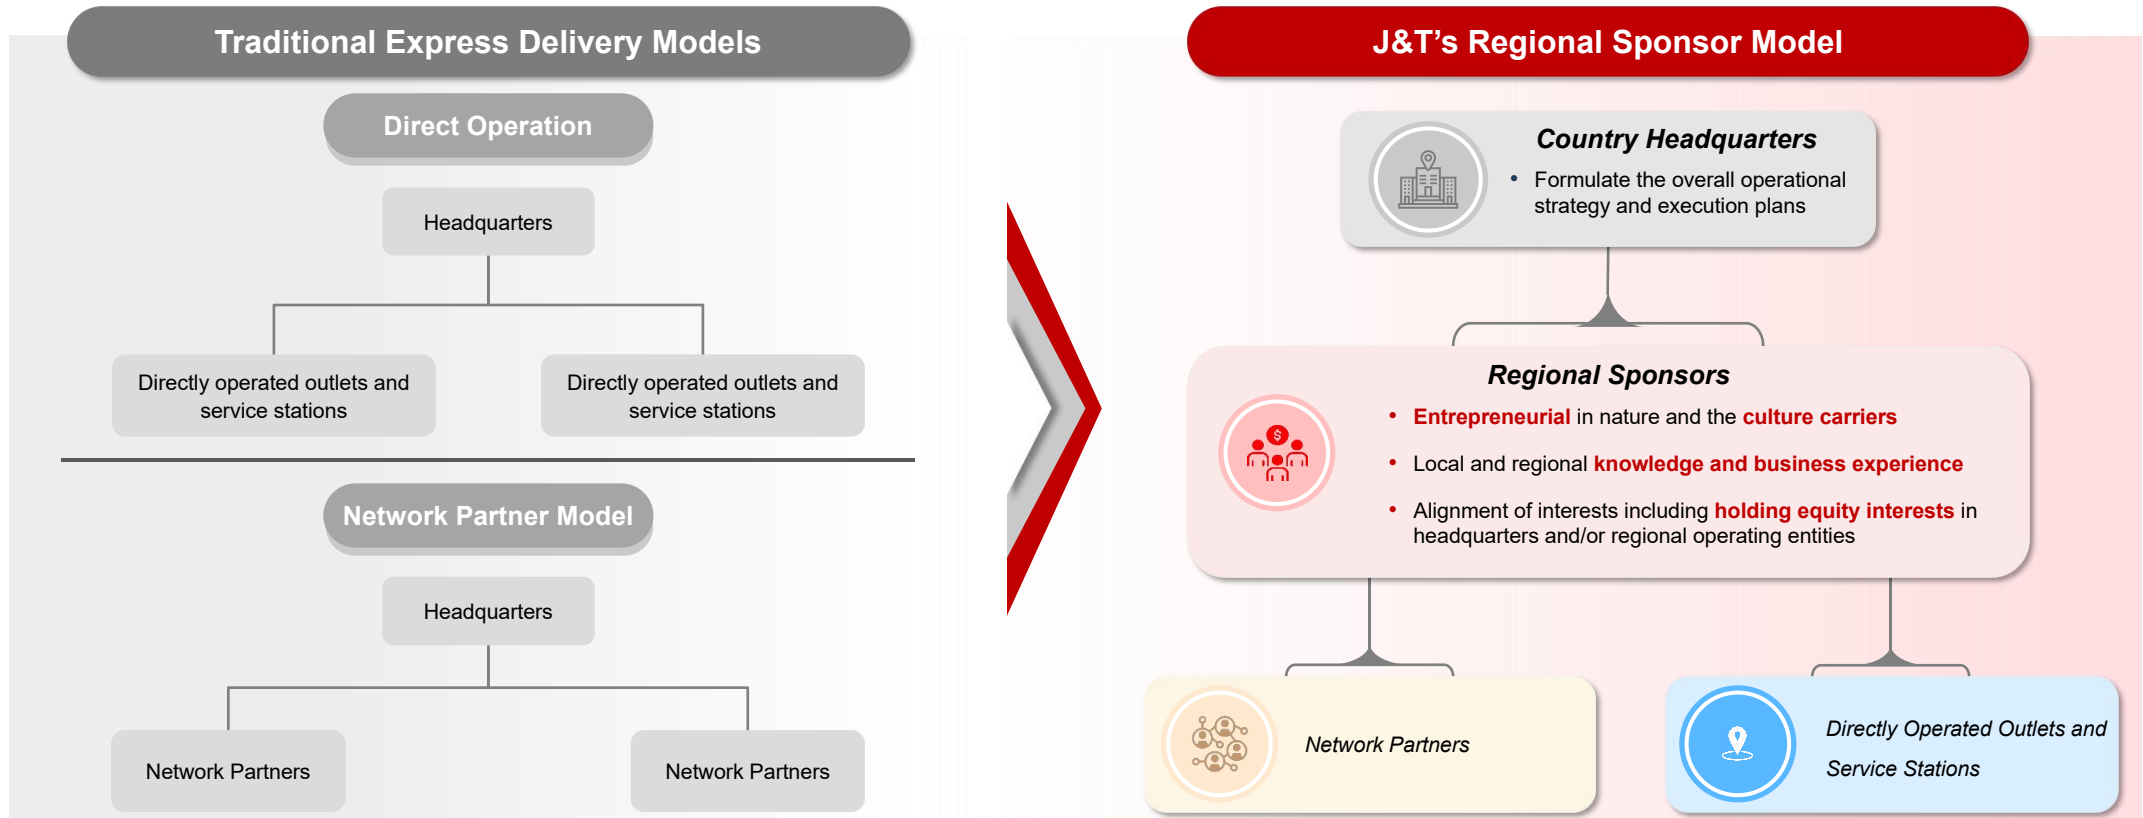 Traditional Express Delivery Models
Direct Operation
Headquarters
Directly operated outlets and
service stations
Directly operated outlets and
service stations
Network Partner Model
Headquarters
Network Partners
Network Partners
J&T’s Regional Sponsor Model
Country Headquarters
• Formulate the overall operational
strategy and execution plans
Regional Sponsors
$
• Entrepreneurial in nature and the culture carriers
• Local and regional knowledge and business experience
• Alignment of interests including holding equity interests in
headquarters and/or regional operating entities
Network Partners
Directly Operated Outlets and
Service Stations